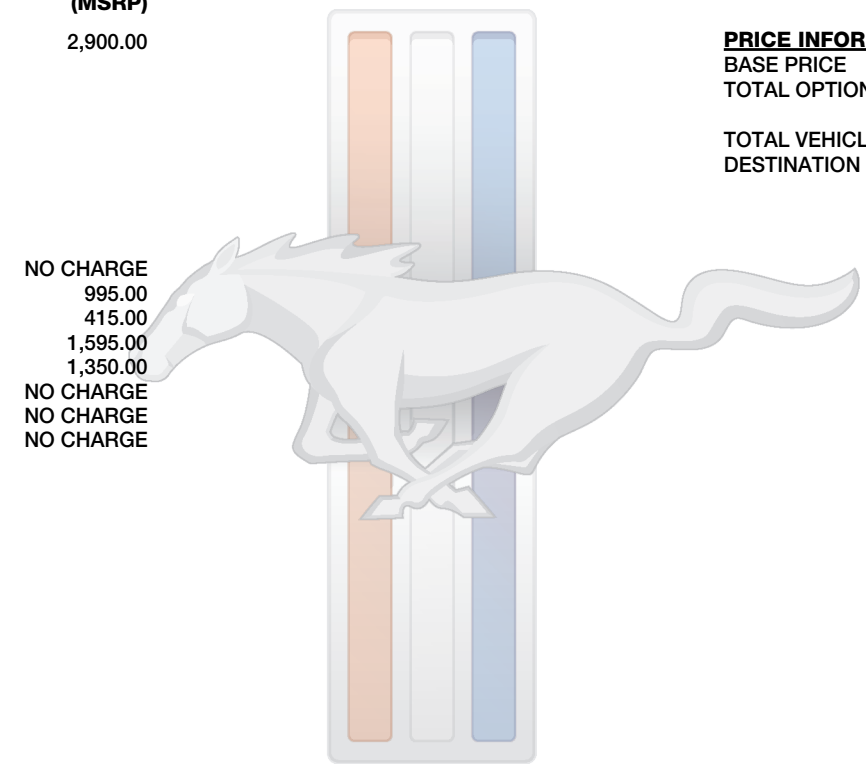 (MSRP)
2,900.00
NO CHARGE
995.00
415.00
1,595.00
1,350.00
NO CHARGE
NO CHARGE
NO CHARGE
PRICE INFOR
BASE PRICE
TOTAL OPTION
TOTAL VEHICL
DESTINATION